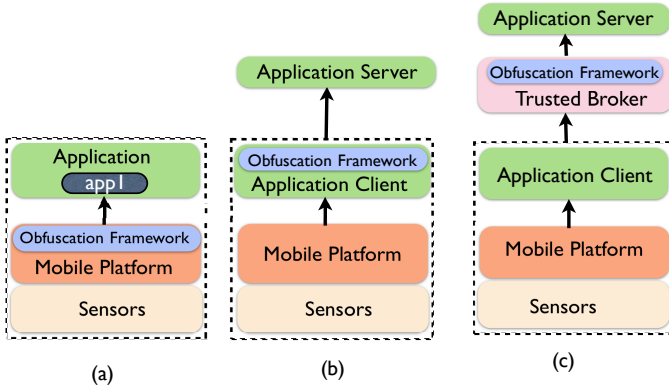 Application
app1
Obfuscation Framework
Mobile Platform
Sensors
(a)
Application Server
Obfuscation Framework
Application Client
Mobile Platform
Sensors
(b)
Application Server
Obfuscation Framework
Trusted Broker
Application Client
Mobile Platform
Sensors
(c)